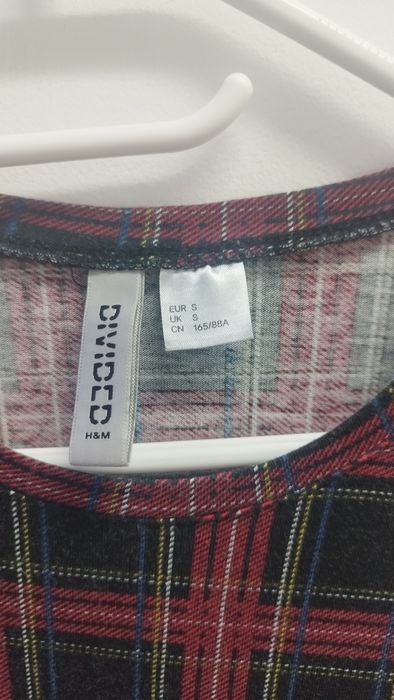 DIVIDED
H&M
EUR S
UK S
CN 165/88A